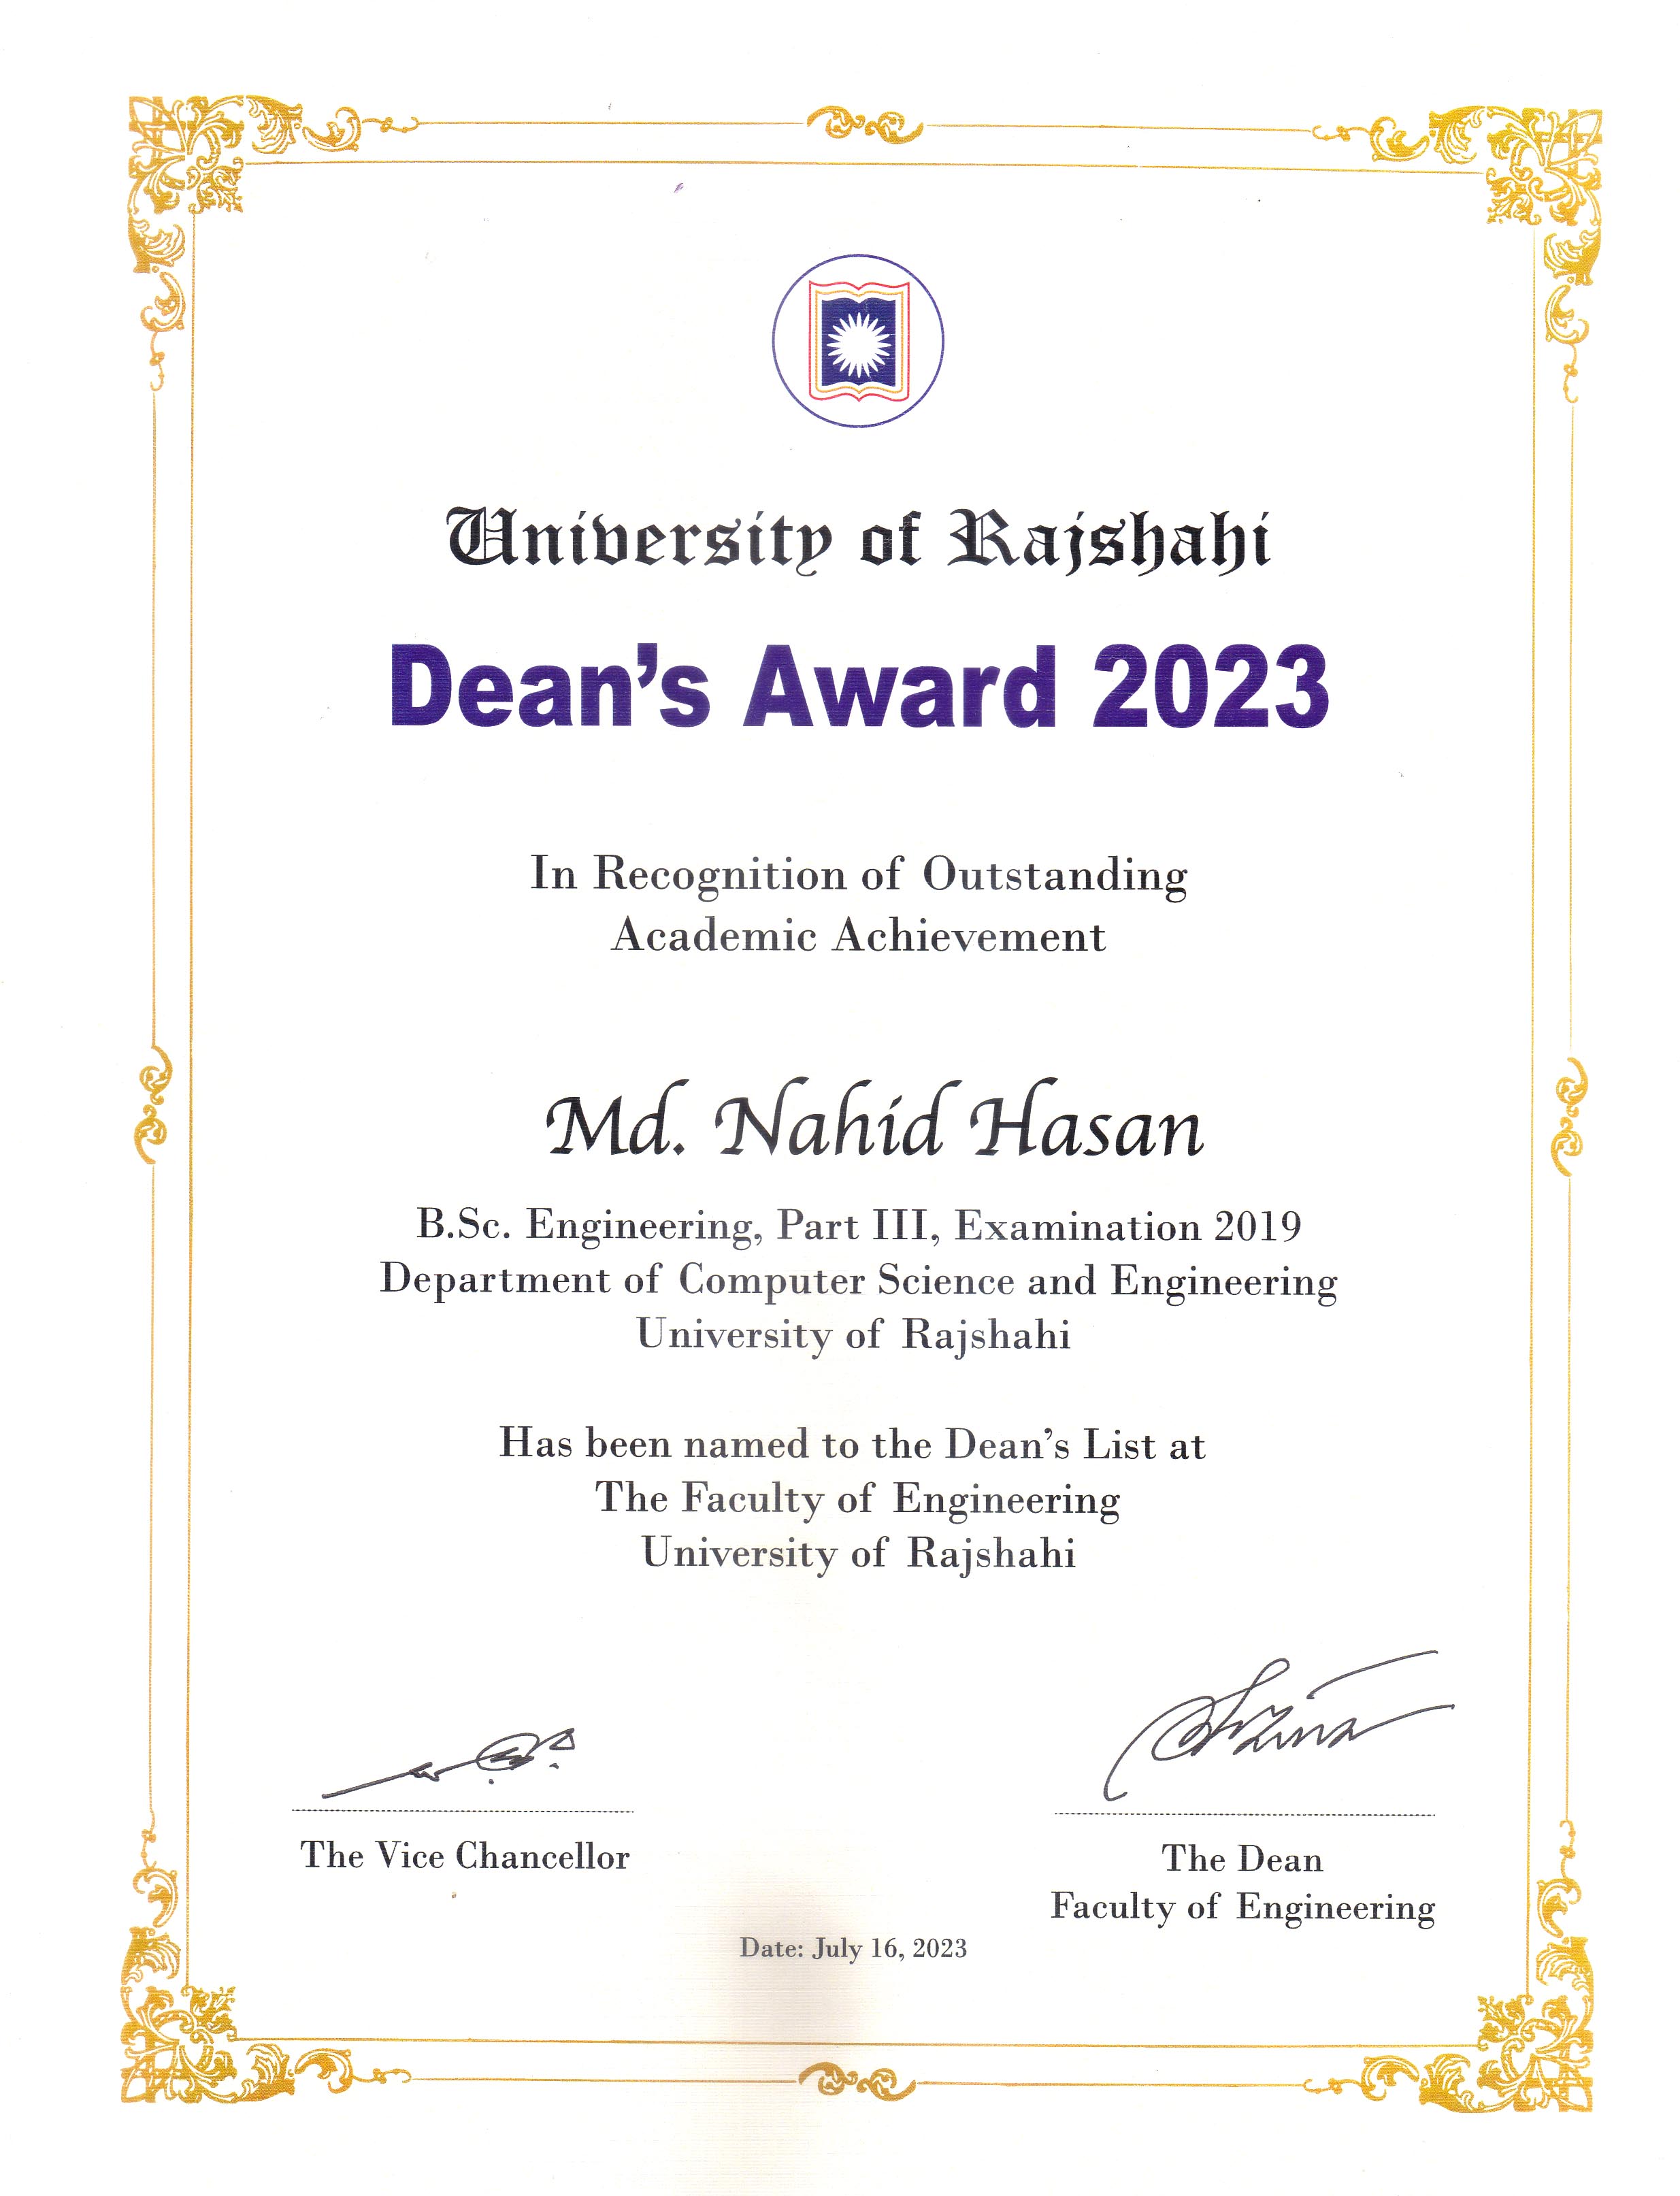 University of Rajshahi
Dean’s Award 2023
In Recognition of Outstanding
Academic Achievement
Md. Nahid Hasan
B.Sc. Engineering, Part III, Examination 2019
Department of Computer Science and Engineering
University of Rajshahi
Has been named to the Dean’s List at
The Faculty of Engineering
University of Rajshahi
The Vice Chancellor
The Dean
Faculty of Engineering
Date: July 16, 2023